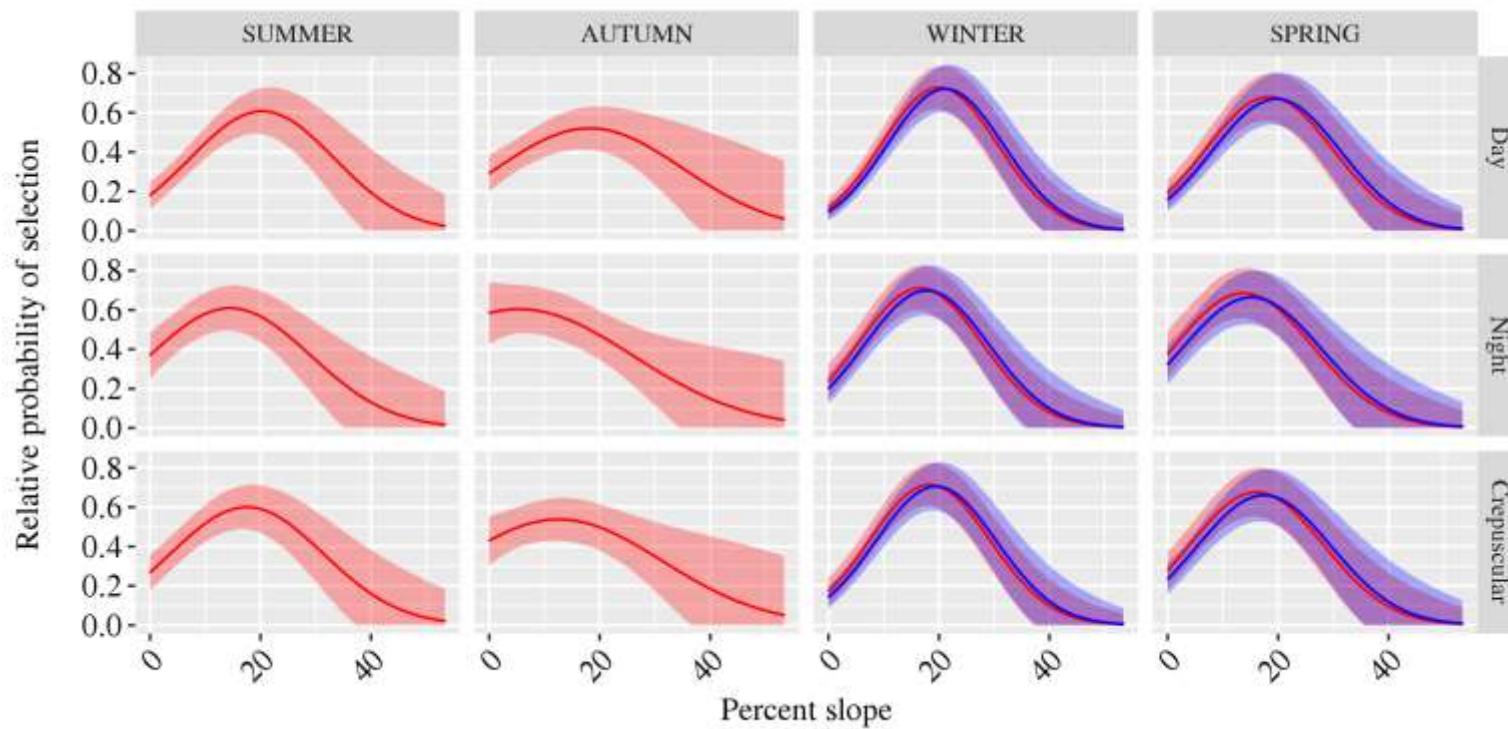 SUMMER AUTUMN WINTER SPRING
Relative probability of selection
0.8
0.6
0.4
0.2
0.0
Day
0.8
0.6
0.4
0.2
0.0
Night
0.8
0.6
0.4
0.2
0.0
Crepuscular
0 20 40 0 20 40 0 20 40 0 20 40
Percent slope